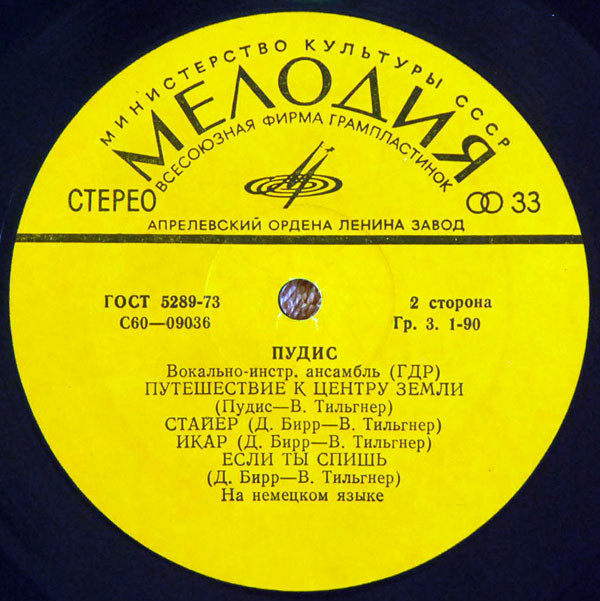 МИНИСТЕРСТВО КУЛЬТУРЫ СССР
МЕЛОДИЯ
ВСЕСОЮЗНАЯ ФИРМА ГРАМПЛАСТИНОК
СТЕРЕО
33
АПРЕЛЕВСКИЙ ОРДЕНА ЛЕНИНА ЗАВОД
ГОСТ 5289-73
2 сторона
С60—09036
Гр. 3. 1-90
ПУДИС
Вокально-инстр. ансамбль (ГДР)
ПУТЕШЕСТВИЕ К ЦЕНТРУ ЗЕМЛИ
(Пудис—В. Тильгнер)
СТАЙЕР (Д. Бирр—В. Тильгнер)
ИКАР (Д. Бирр—В. Тильгнер)
ЕСЛИ ТЫ СПИШЬ
(Д. Бирр—В. Тильгнер)
На немецком языке